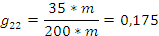 g₂₂ = (35 * m) / (200 * m) = 0,175